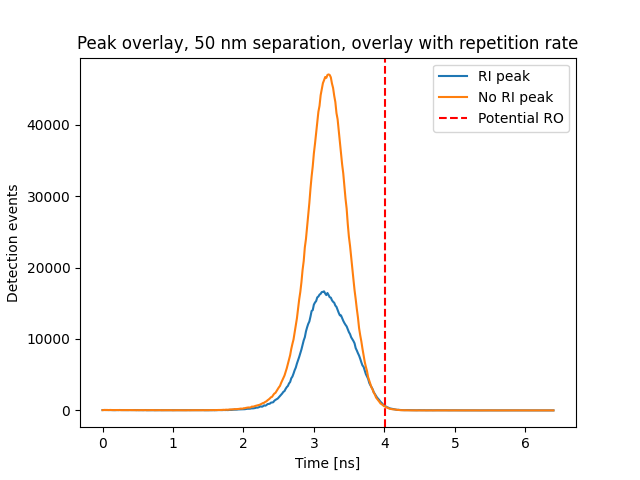 Peak overlay, 50 nm separation, overlay with repetition rate
RI peak
No RI peak
Potential RO
Detection events
40000
30000
20000
10000
0
0 1 2 3 4 5 6
Time [ns]